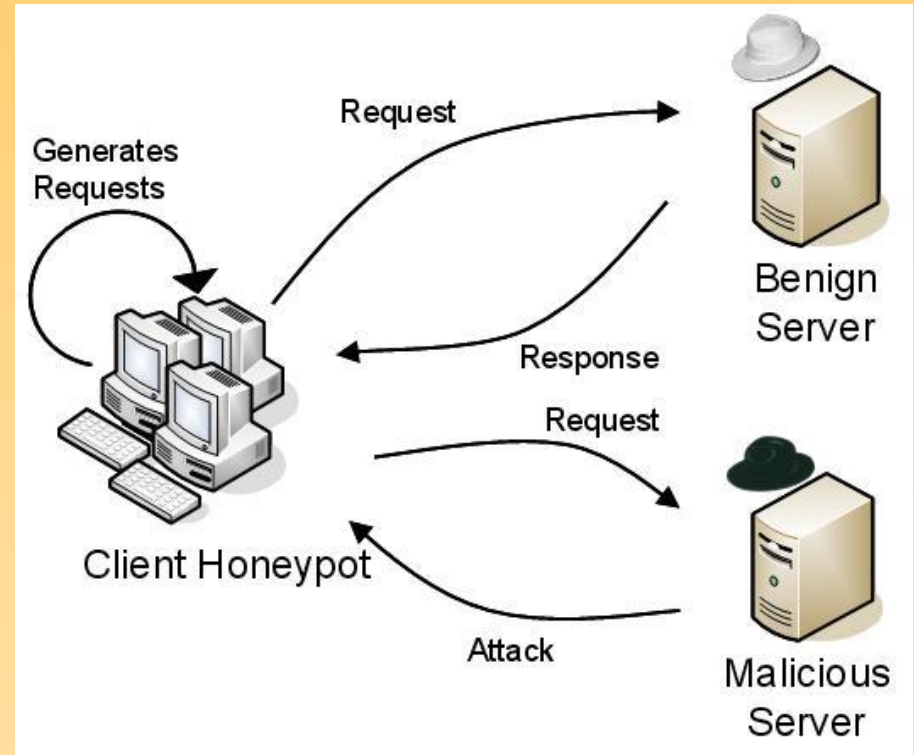 Request
Generates
Requests
Benign
Server
Response
Request
Client Honeypot
Attack
Malicious
Server